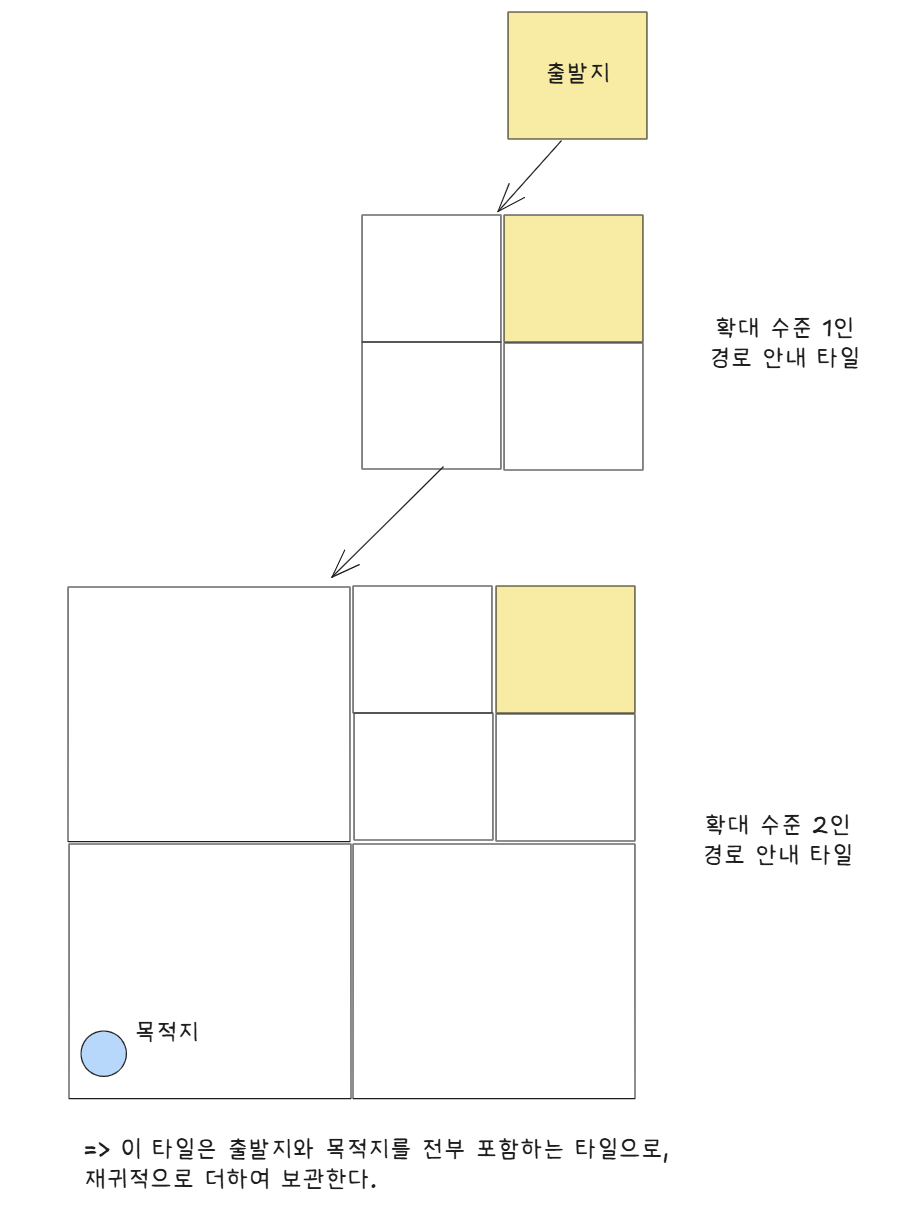 출발지
확대 수준 1인
경로 안내 타일
확대 수준 2인
경로 안내 타일
목적지
=> 이 타일은 출발지와 목적지를 전부 포함하는 타일으로,
재귀적으로 더하여 보관한다.